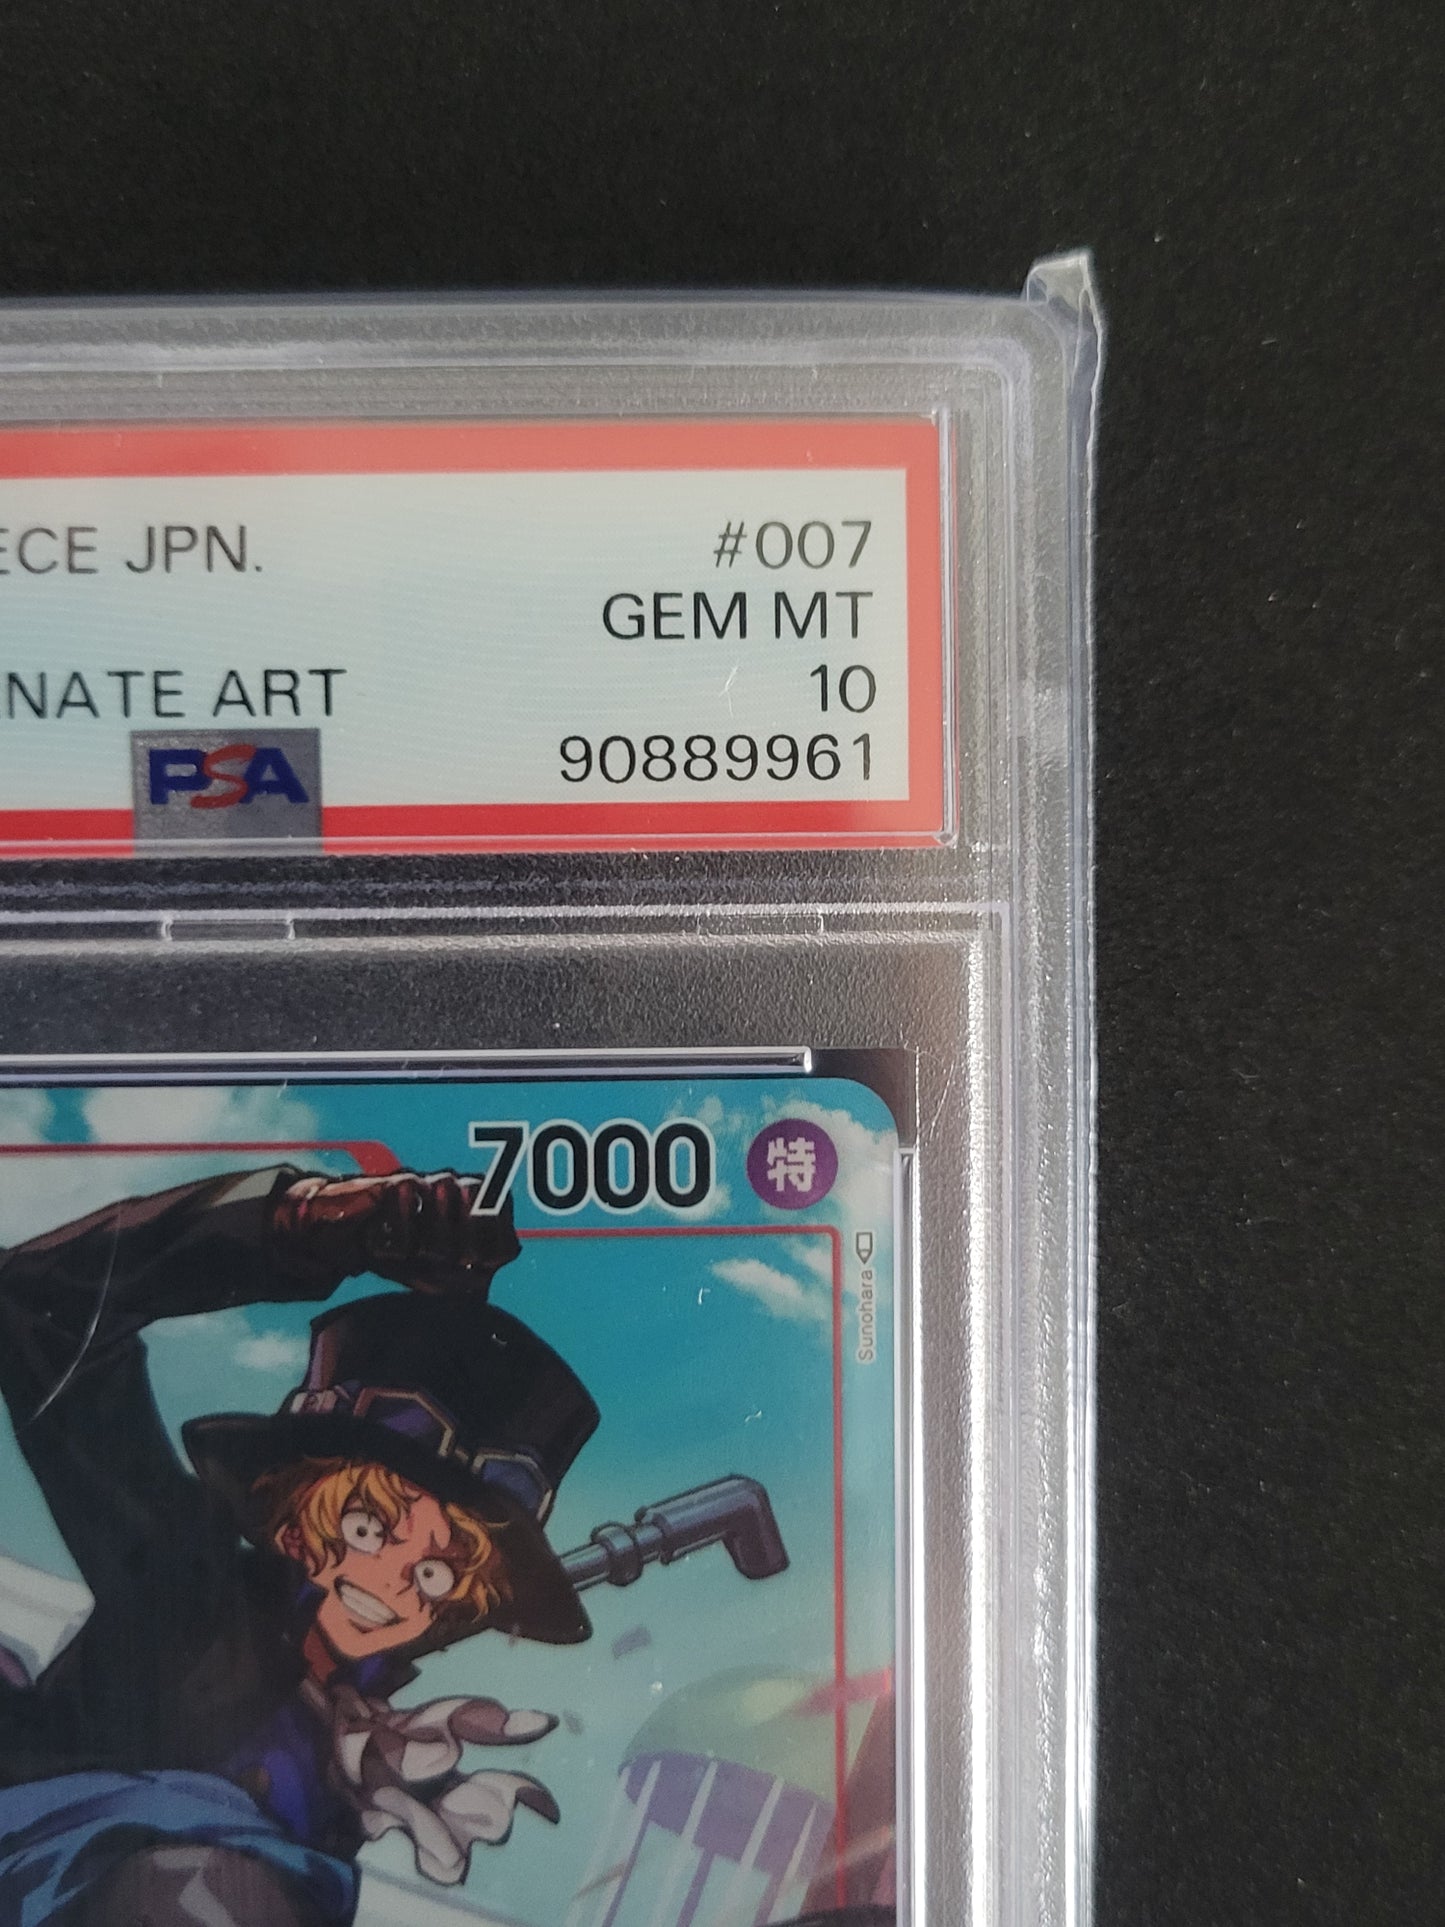 ECE JPN. #007
GEM MT
NATE ART 10
PSA 90889961
7000 特
Sunohara